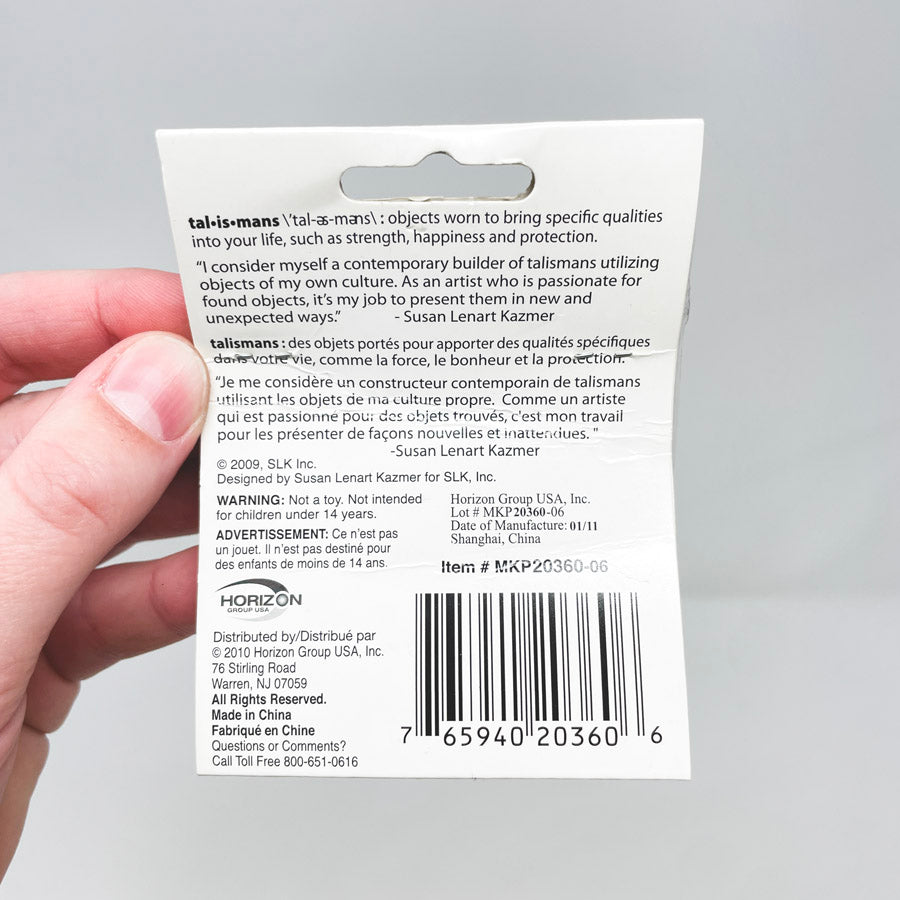 tal•is•mans \'tal-əs-məns\ : objects worn to bring specific qualities
into your life, such as strength, happiness and protection.
“I consider myself a contemporary builder of talismans utilizing
objects of my own culture. As an artist who is passionate for
found objects, it’s my job to present them in new and
unexpected ways.” - Susan Lenart Kazmer
talismans : des objets portés pour apporter des qualités spécifiques
dans votre vie, comme la force, le bonheur et la protection.
“Je me considère un constructeur contemporain de talismans
utilisant les objets de ma culture propre. Comme un artiste
qui est passionné pour des objets trouvés, c'est mon travail
pour les présenter de façons nouvelles et inattendues. "
-Susan Lenart Kazmer
© 2009, SLK Inc.
Designed by Susan Lenart Kazmer for SLK, Inc.
WARNING: Not a toy. Not intended
for children under 14 years.
ADVERTISSEMENT: Ce n'est pas
un jouet. Il n'est pas destiné pour
des enfants de moins de 14 ans.
Horizon Group USA, Inc.
Lot # MKP20360-06
Date of Manufacture: 01/11
Shanghai, China
Item # MKP20360-06
HORIZON
GROUP USA
Distributed by/Distribué par
© 2010 Horizon Group USA, Inc.
76 Stirling Road
Warren, NJ 07059
All Rights Reserved.
Made in China
Fabriqué en Chine
Questions or Comments?
Call Toll Free 800-651-0616
7 65940 20360 6